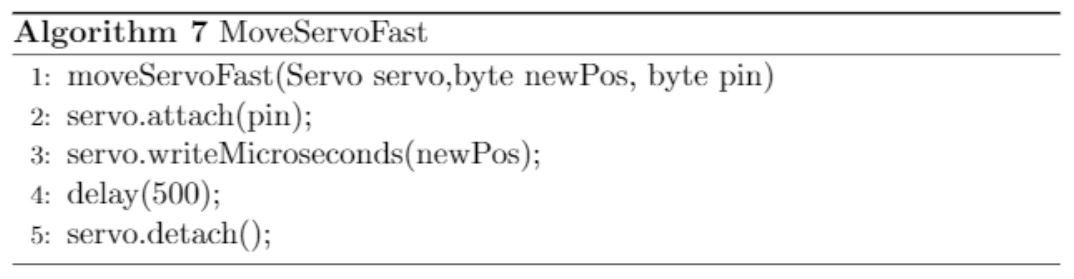 Algorithm 7 MoveServoFast
1: moveServoFast(Servo servo,byte newPos, byte pin)
2: servo.attach(pin);
3: servo.writeMicroseconds(newPos);
4: delay(500);
5: servo.detach();